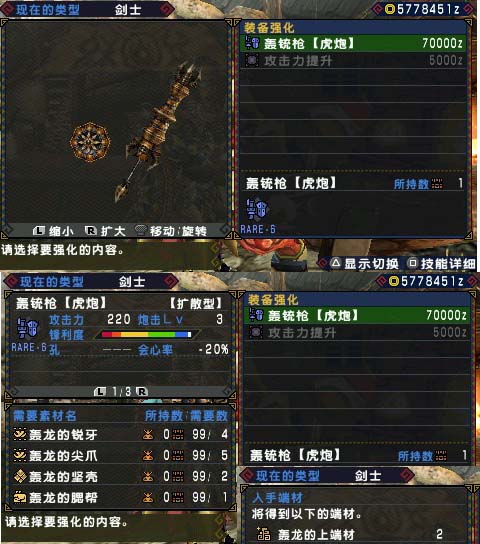 现在的类型 剑士
5778451z
装备强化
轰铳枪【虎炮】 70000z
攻击力提升 5000z
轰铳枪【虎炮】 所持数 1
RARE-6
L 缩小 R 扩大 移动:旋转
请选择要强化的内容。
△显示切换 □技能详细
现在的类型 剑士
5778451z
轰铳枪【虎炮】 【扩散型】
攻击力 220 炮击Lv 3
锋利度
RARE-6 孔 --- 会心率 -20%
L 1/3 R
需要素材名 所持数 需要数
轰龙的锐牙 0 99/ 4
轰龙的尖爪 0 99/ 5
轰龙的坚壳 0 99/ 2
轰龙的腮帮 0 99/ 1
请选择要强化的内容。
装备强化
轰铳枪【虎炮】 70000z
攻击力提升 5000z
轰铳枪【虎炮】 所持数 1
现在的类型 剑士
入手端材
将得到以下的端材。
轰龙的上端材 2